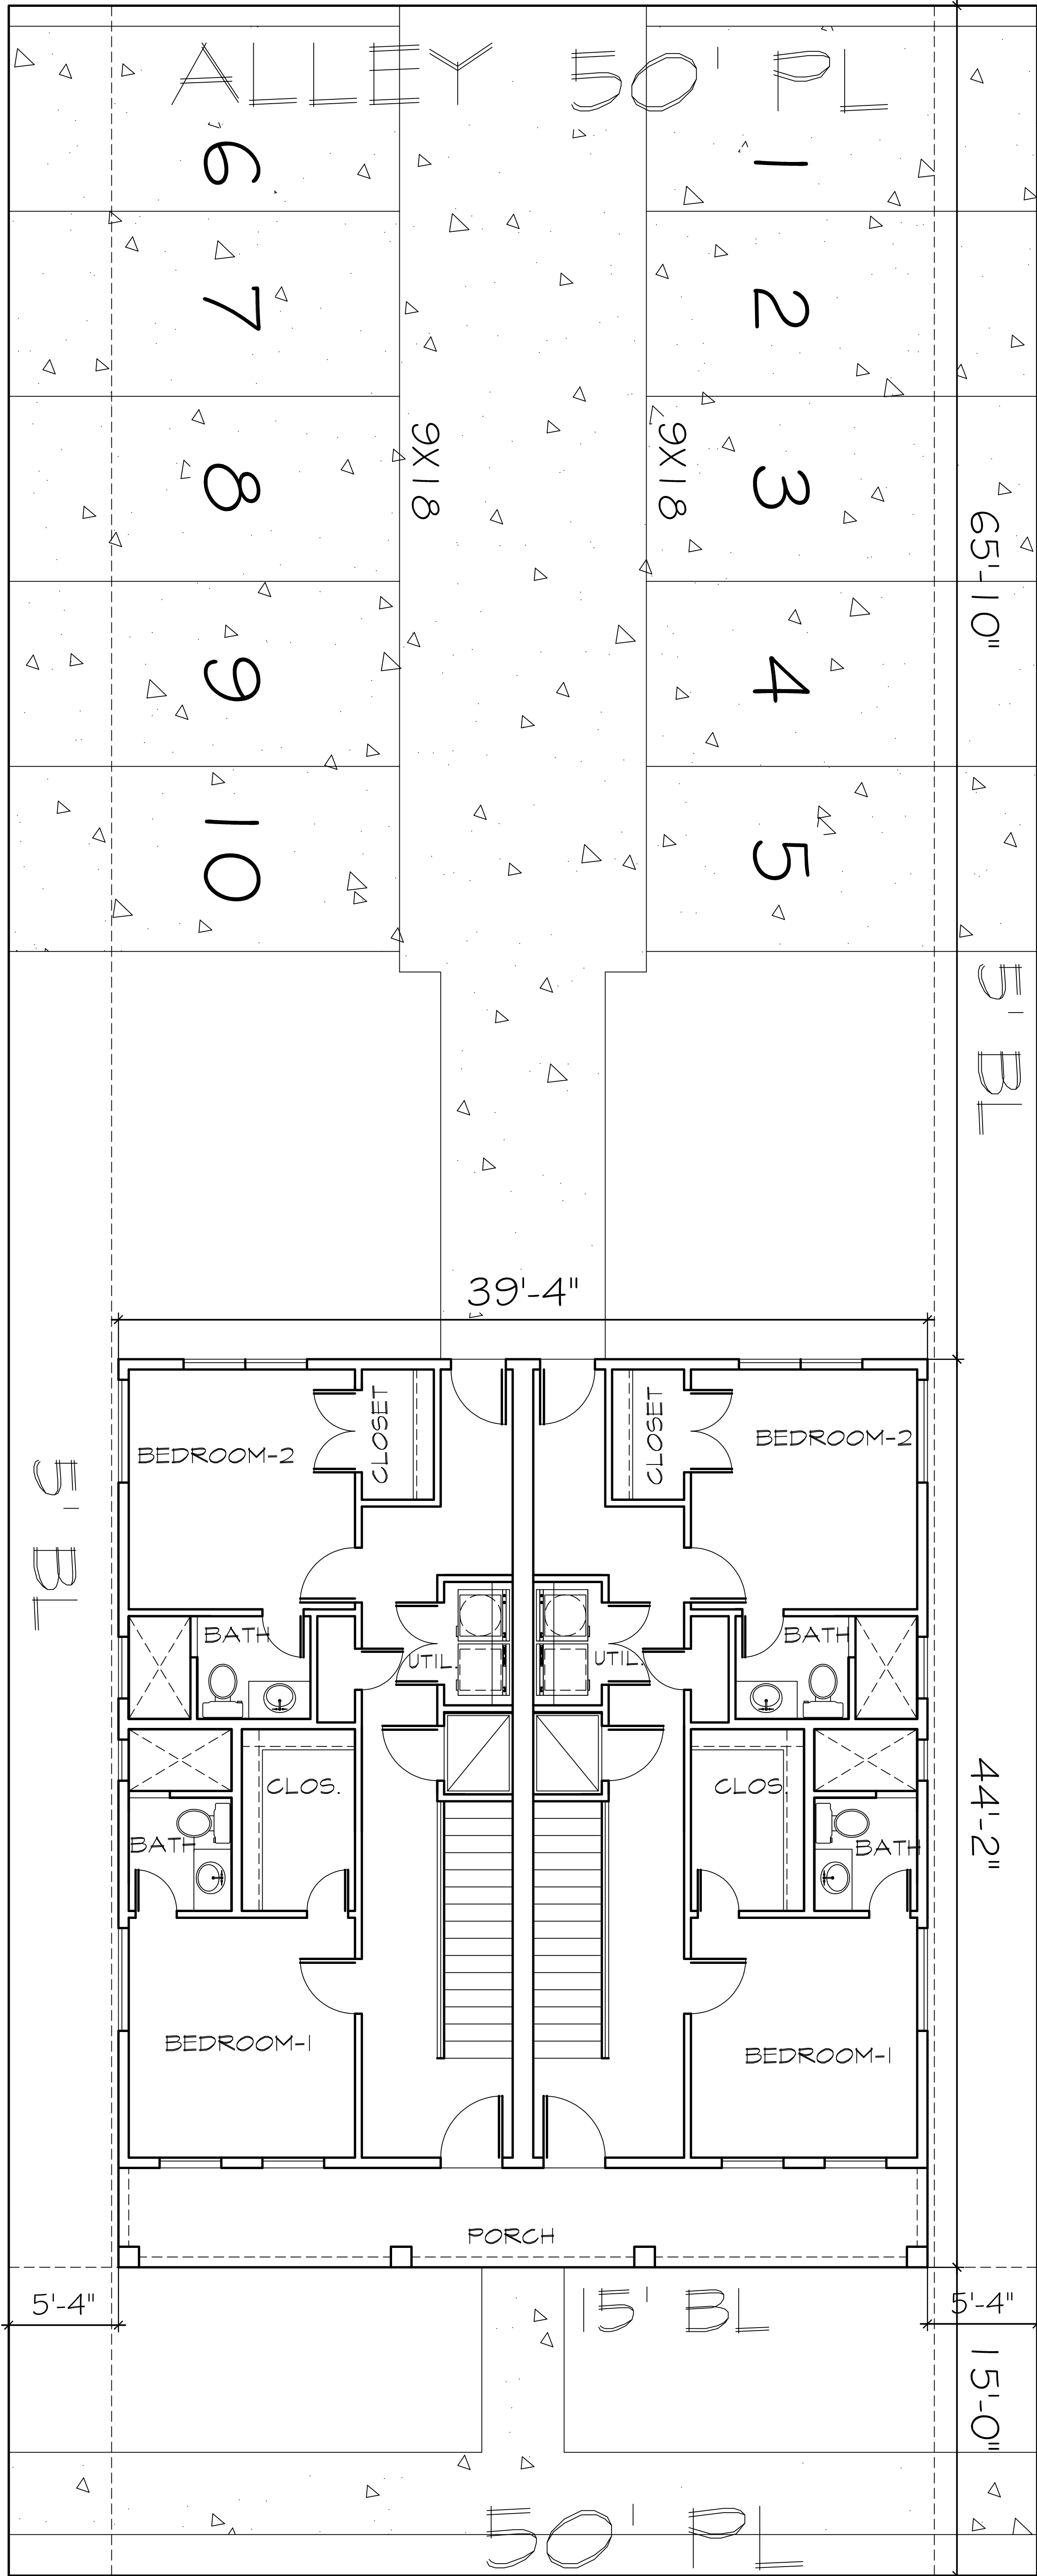 ALLEY 50' PL
6
1
7
2
8
9X18
9X18
3
65'-10"
9
4
10
5
5' BL
39'-4"
BEDROOM-2
CLOSET
CLOSET
BEDROOM-2
5' BL
BATH
UTIL.
UTIL.
BATH
CLOS.
CLOS.
44'-2"
BATH
BATH
BEDROOM-1
BEDROOM-1
PORCH
5'-4"
15' BL
5'-4"
15'-0"
50' PL